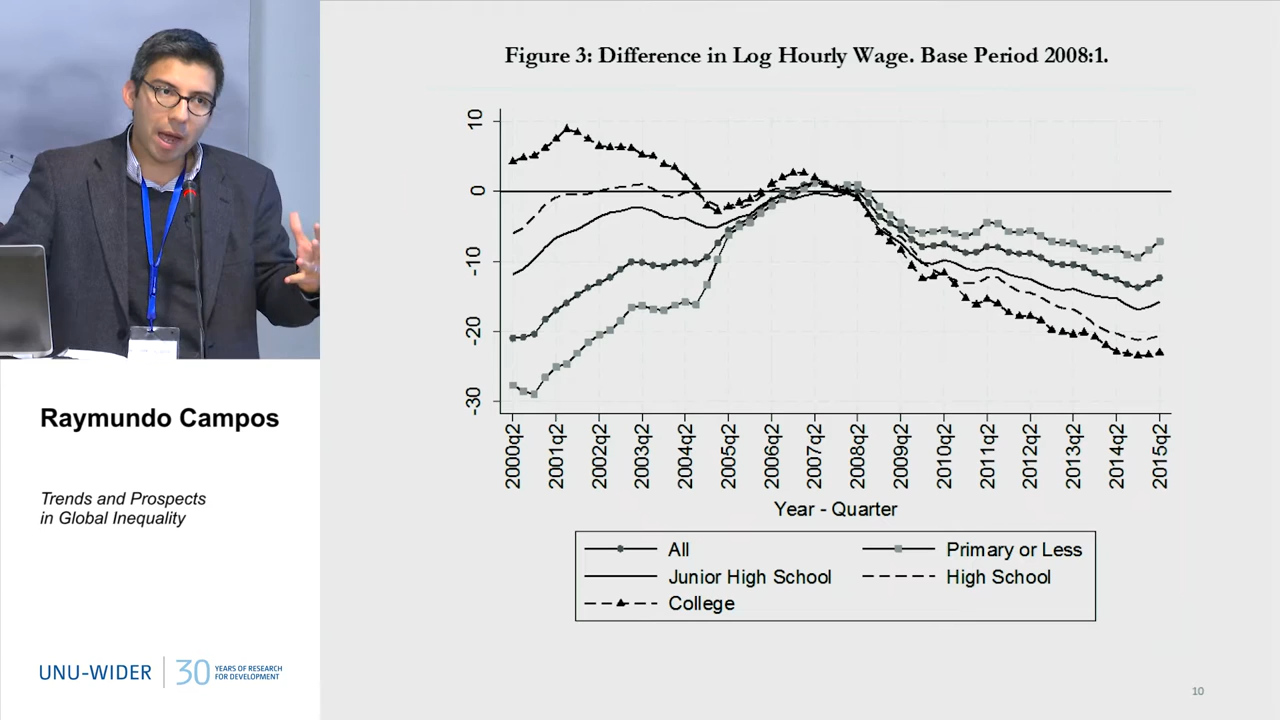 Figure 3: Difference in Log Hourly Wage. Base Period 2008:1.
10
0
-10
-20
-30
2000q2
2001q2
2002q2
2003q2
2004q2
2005q2
2006q2
2007q2
2008q2
2009q2
2010q2
2011q2
2012q2
2013q2
2014q2
2015q2
Year - Quarter
All
Primary or Less
Junior High School
High School
College
10
Raymundo Campos
Trends and Prospects
in Global Inequality
UNU-WIDER
30
YEARS OF RESEARCH
FOR DEVELOPMENT